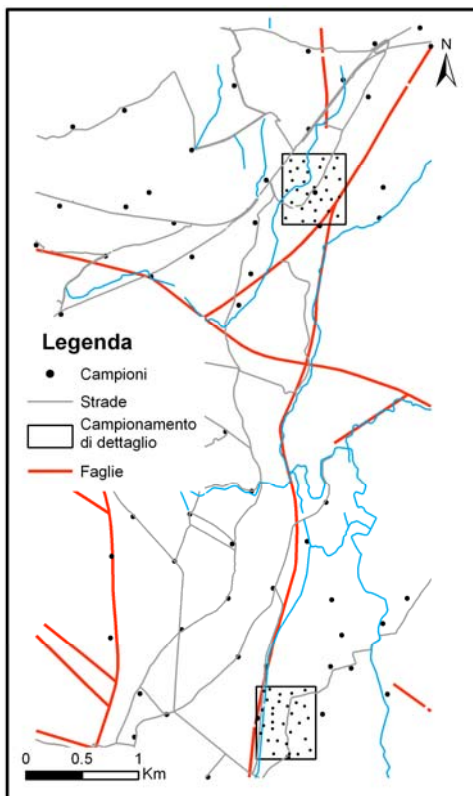 N
Legenda
Campioni
Strade
Campionamento
di dettaglio
Faglie
0 0.5 1
Km